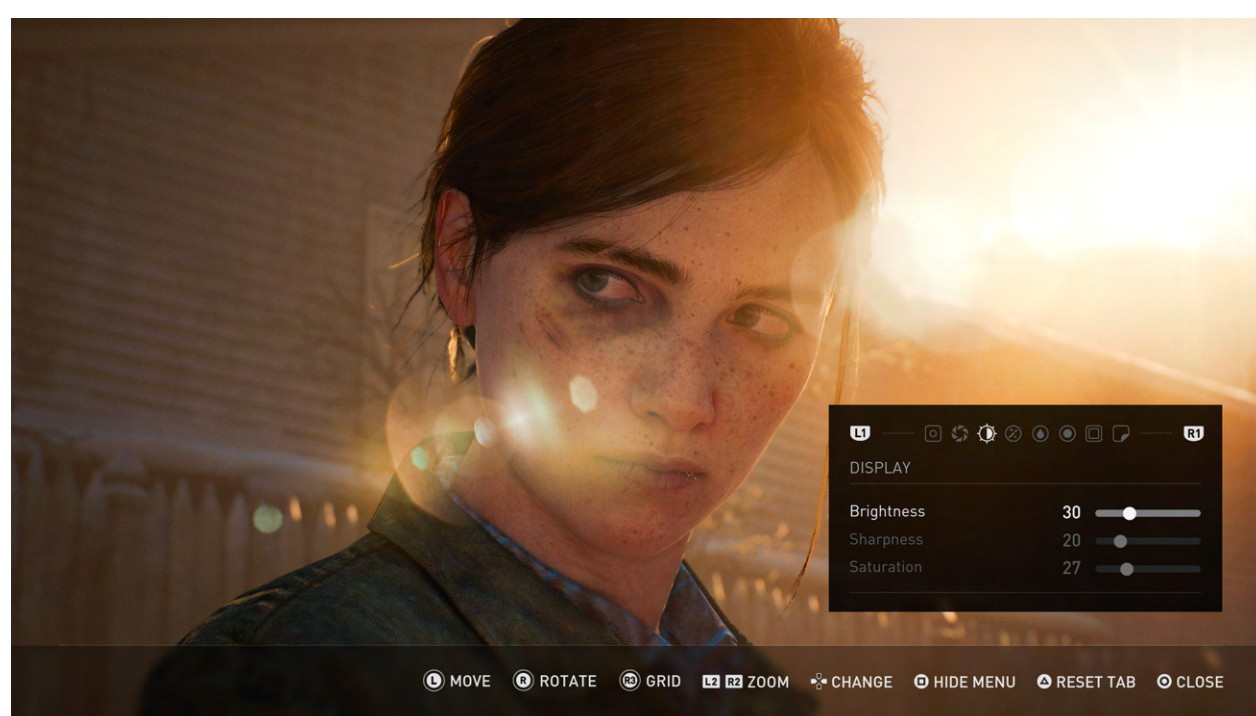 L1 R1
DISPLAY
Brightness 30
Sharpness 20
Saturation 27
L MOVE R ROTATE R3 GRID L2 R2 ZOOM CHANGE HIDE MENU RESET TAB CLOSE